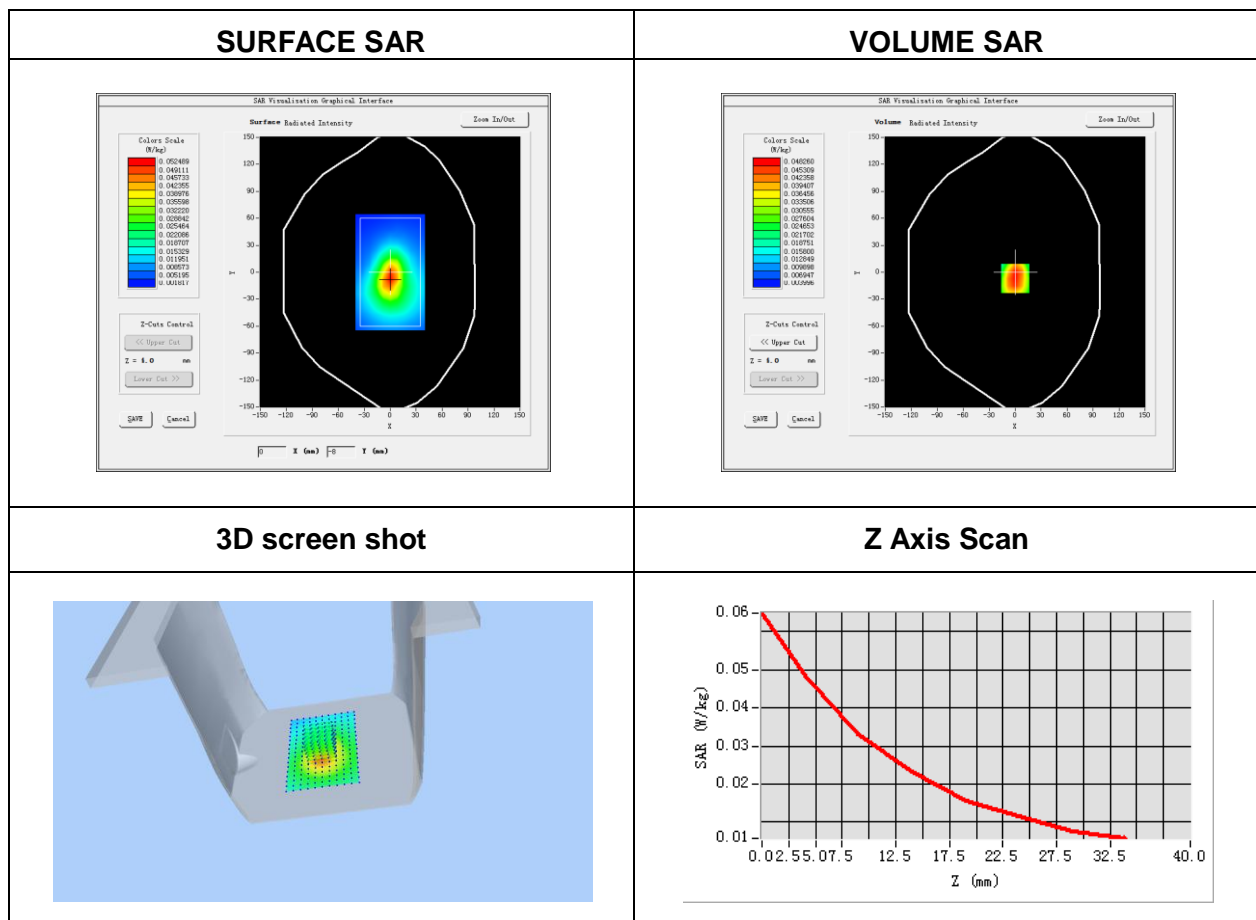 SURFACE SAR
VOLUME SAR
SAR Visualisation Graphical Interface
Surface Radiated Intensity
Zoom In/Out
Colors Scale
(W/kg)
0.052489
0.049111
0.045733
0.042355
0.038976
0.035598
0.032220
0.028842
0.025464
0.022086
0.018707
0.015329
0.011951
0.008573
0.005195
0.001817
Z-Cuts Control
<< Upper Cut
Z = mm
Lower Cut >>
SAVE Cancel
150
120
90
60
30
0
-30
-60
-90
-120
-150
Y
-150 -120 -90 -60 -30 0 30 60 90 120 150
X
0 X (mm) -8 Y (mm)
SAR Visualisation Graphical Interface
Volume Radiated Intensity
Zoom In/Out
Colors Scale
(W/kg)
0.048260
0.045309
0.042358
0.039407
0.036456
0.033506
0.030555
0.027604
0.024653
0.021702
0.018751
0.015800
0.012849
0.009898
0.006947
0.003996
Z-Cuts Control
<< Upper Cut
Z = mm
Lower Cut >>
SAVE Cancel
150
120
90
60
30
0
-30
-60
-90
-120
-150
Y
-150 -120 -90 -60 -30 0 30 60 90 120 150
X
3D screen shot
Z Axis Scan
0.06
0.05
0.04
0.03
0.02
0.01
SAR (W/kg)
0.0 2.5 5.0 7.5 12.5 17.5 22.5 27.5 32.5 40.0
Z (mm)